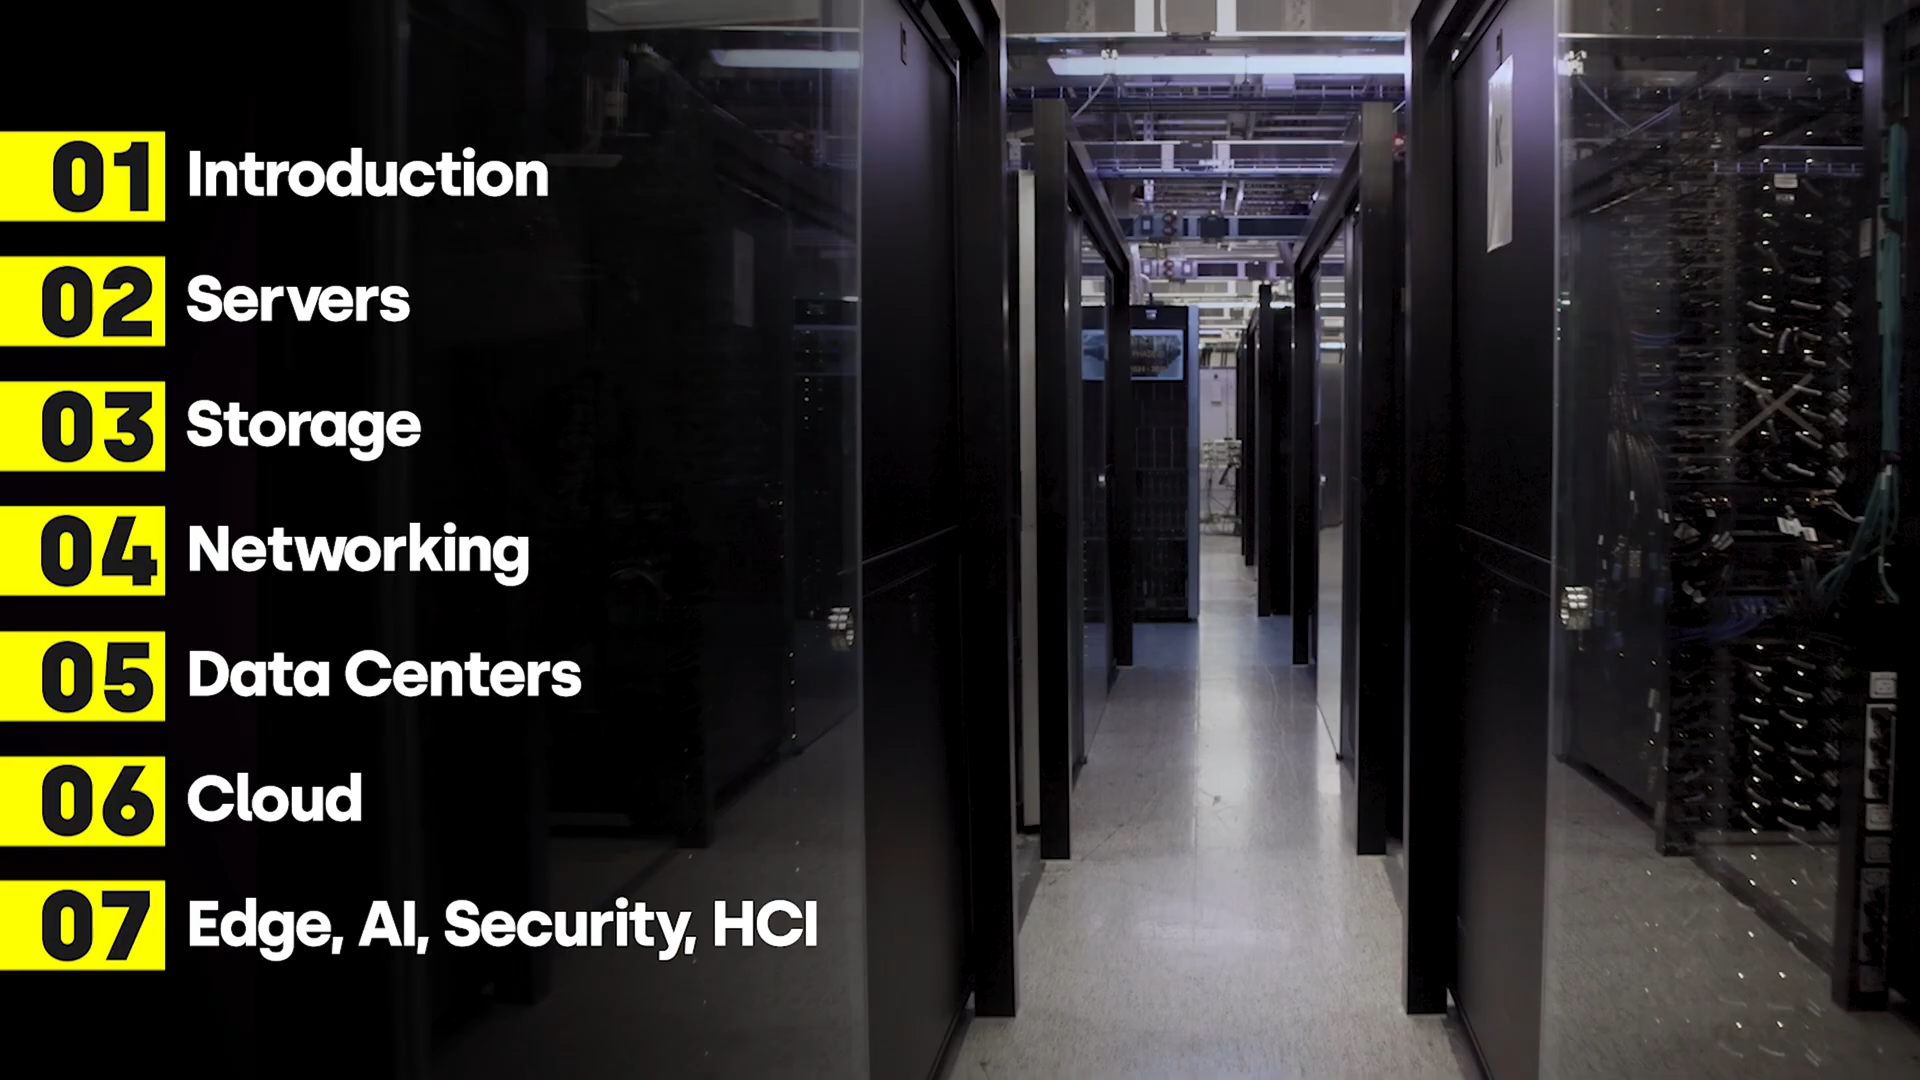 01 Introduction
02 Servers
03 Storage
04 Networking
05 Data Centers
06 Cloud
07 Edge, AI, Security, HCI
K